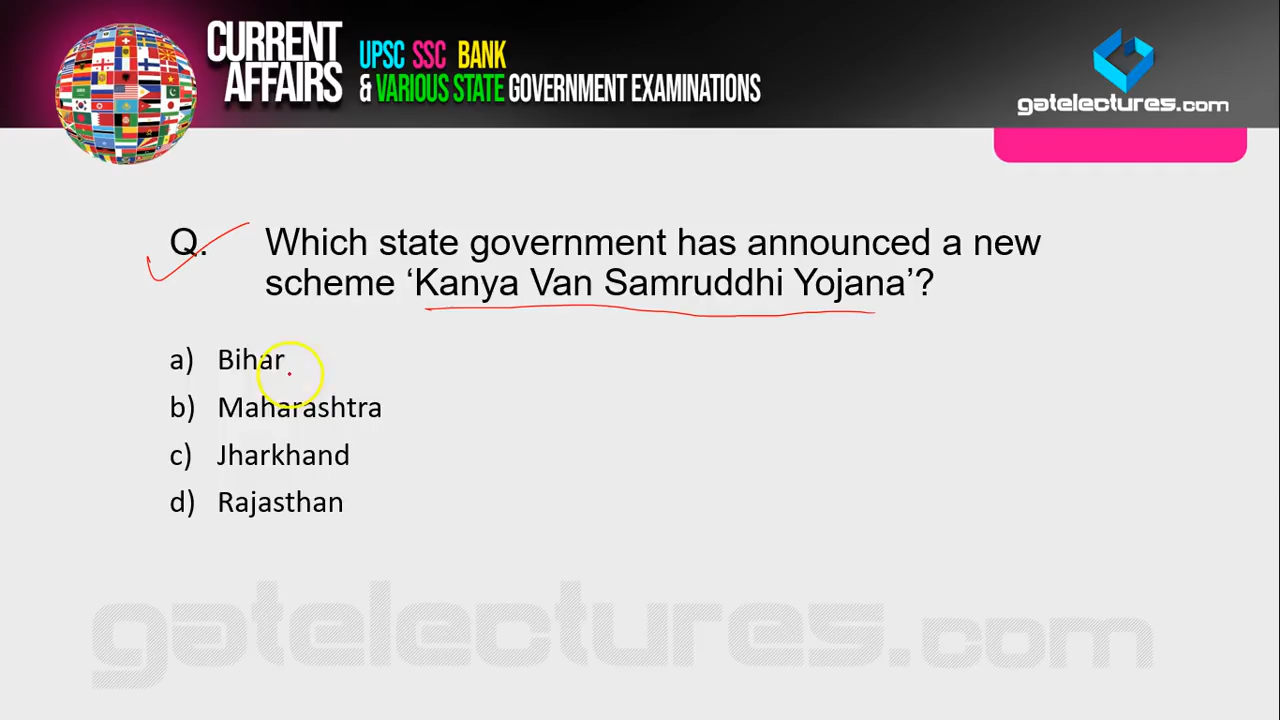 CURRENT
AFFAIRS
UPSC SSC BANK
& VARIOUS STATE GOVERNMENT EXAMINATIONS
gatelectures.com
Q. Which state government has announced a new
scheme ‘Kanya Van Samruddhi Yojana’?
a) Bihar
b) Maharashtra
c) Jharkhand
d) Rajasthan
gatelectures.com